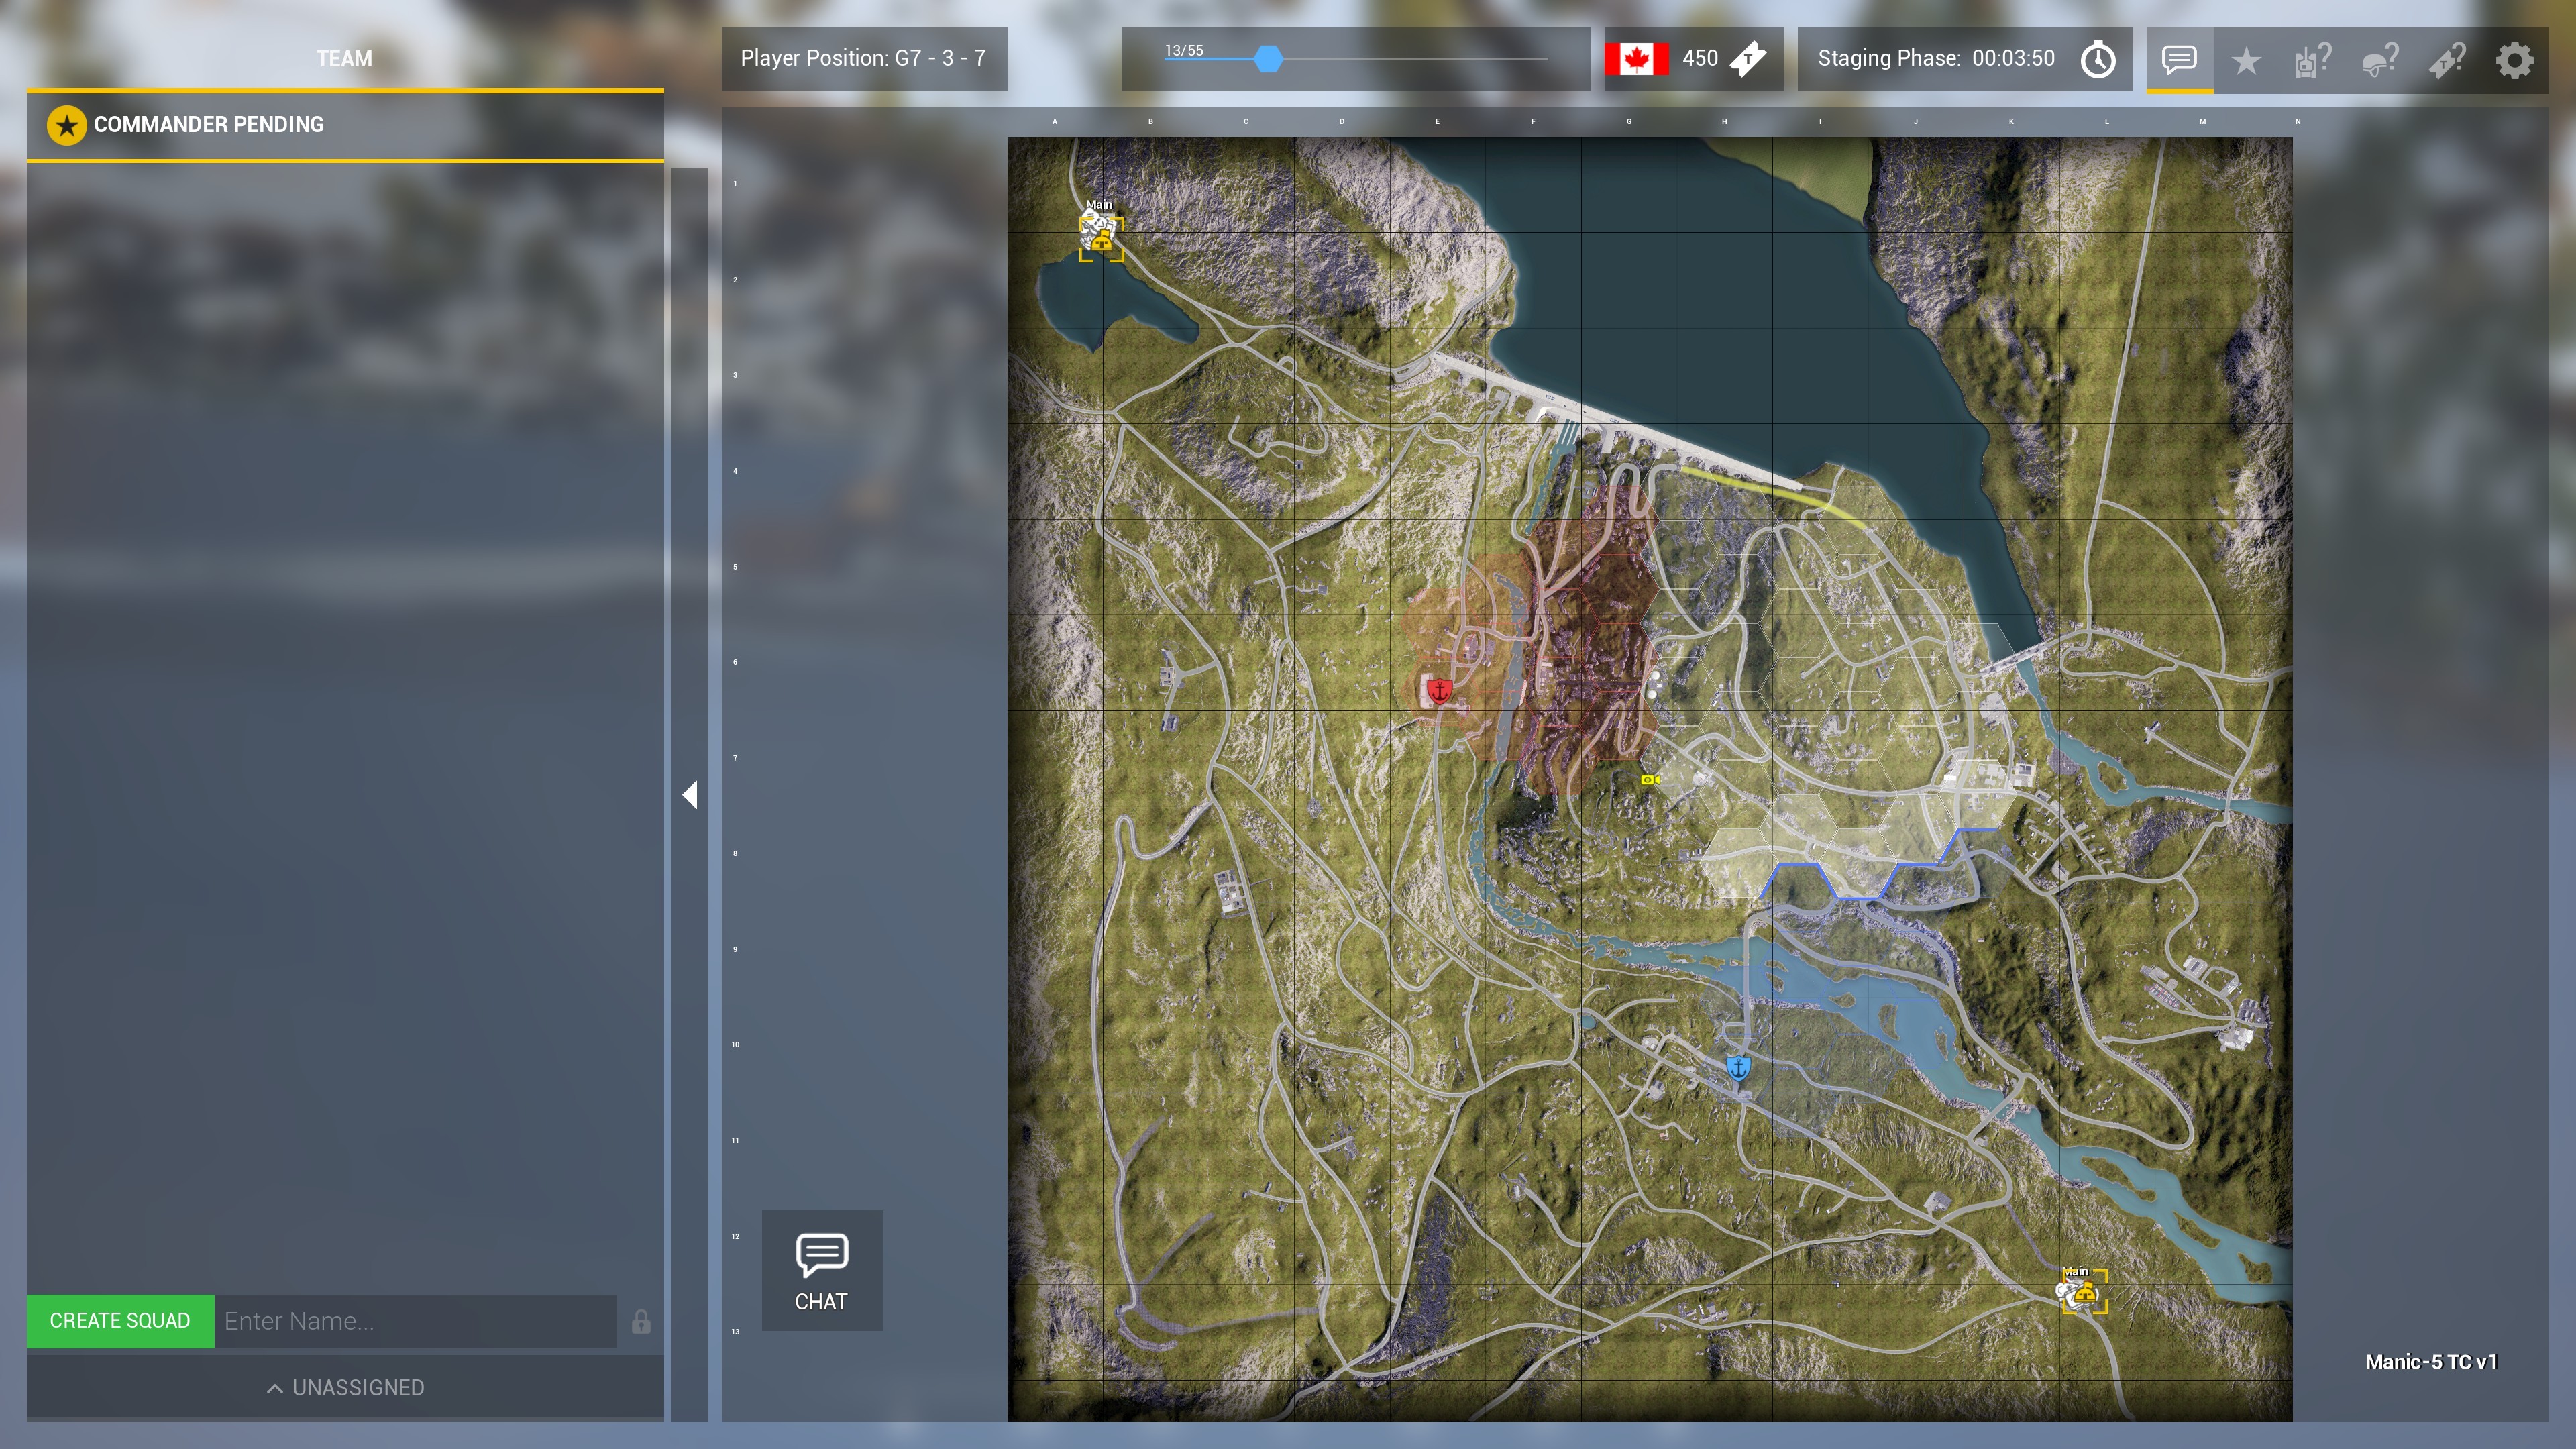 TEAM
Player Position: G7 - 3 - 7
13/55
450
Staging Phase: 00:03:50
COMMANDER PENDING
A B C D E F G H I J K L M N
1
Main
2
3
4
5
6
7
8
9
10
11
12
Main
CHAT
CREATE SQUAD
Enter Name...
13
Manic-5 TC v1
UNASSIGNED